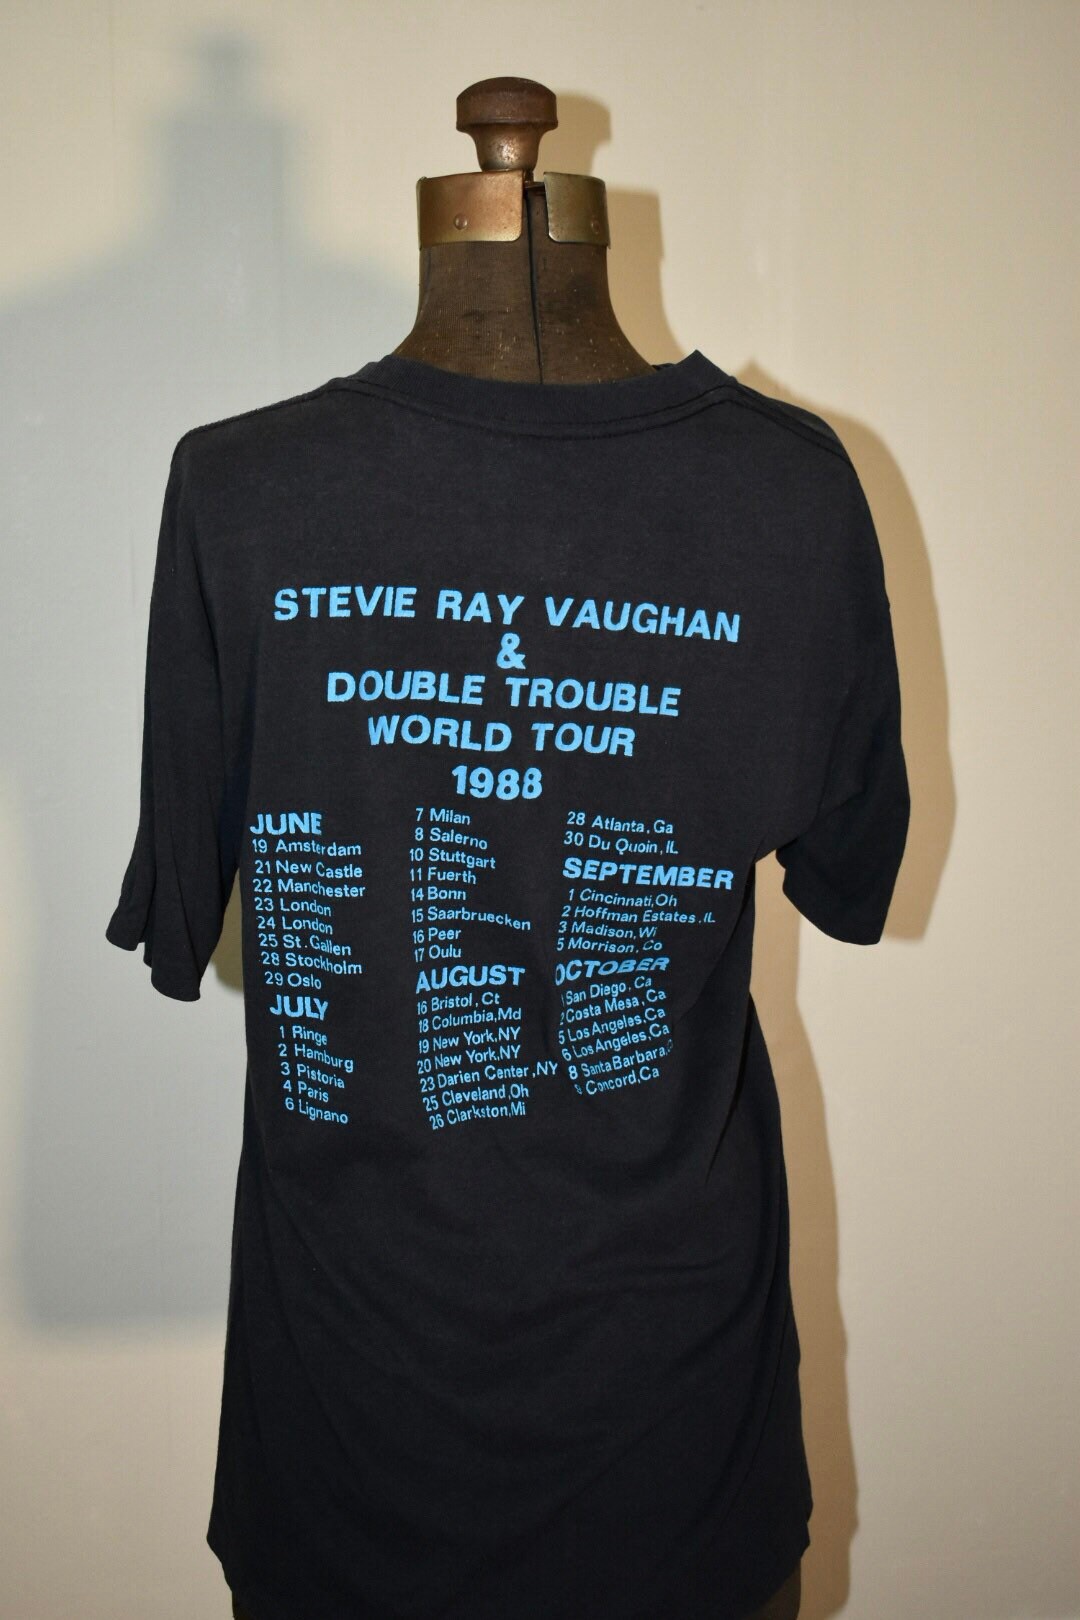 STEVIE RAY VAUGHAN
&
DOUBLE TROUBLE
WORLD TOUR
1988
JUNE
19 Amsterdam
21 New Castle
22 Manchester
23 London
24 London
25 St. Gallen
28 Stockholm
29 Oslo
JULY
1 Ringe
2 Hamburg
3 Pistoria
4 Paris
6 Lignano
7 Milan
8 Salerno
10 Stuttgart
11 Fuerth
14 Bonn
15 Saarbruecken
16 Peer
17 Oulu
AUGUST
16 Bristol, Ct
18 Columbia,Md
19 New York,NY
20 New York,NY
23 Darien Center,NY
25 Cleveland,Oh
26 Clarkston,Mi
28 Atlanta, Ga
30 Du Quoin, IL
SEPTEMBER
1 Cincinnati,Oh
2 Hoffman Estates, IL
3 Madison,Wi
5 Morrison, Co
OCTOBER
1 San Diego, Ca
2 Costa Mesa, Ca
5 Los Angeles,Ca
6 Los Angeles,Ca
8 Santa Barbara,
Concord,Ca